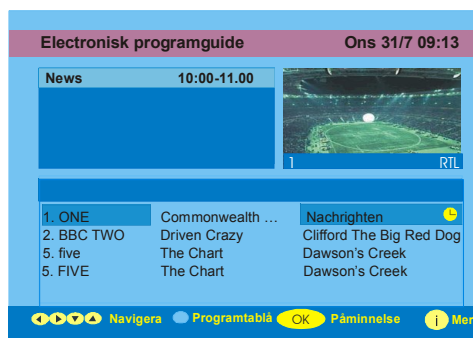 Electronisk programguide Ons 31/7 09:13
News 10:00-11.00
1 RTL
1. ONE Commonwealth … Nachrighten
2. BBC TWO Driven Crazy Clifford The Big Red Dog
5. five The Chart Dawson's Creek
5. FIVE The Chart Dawson's Creek
Navigera Programtablå OK Påminnelse i Mer